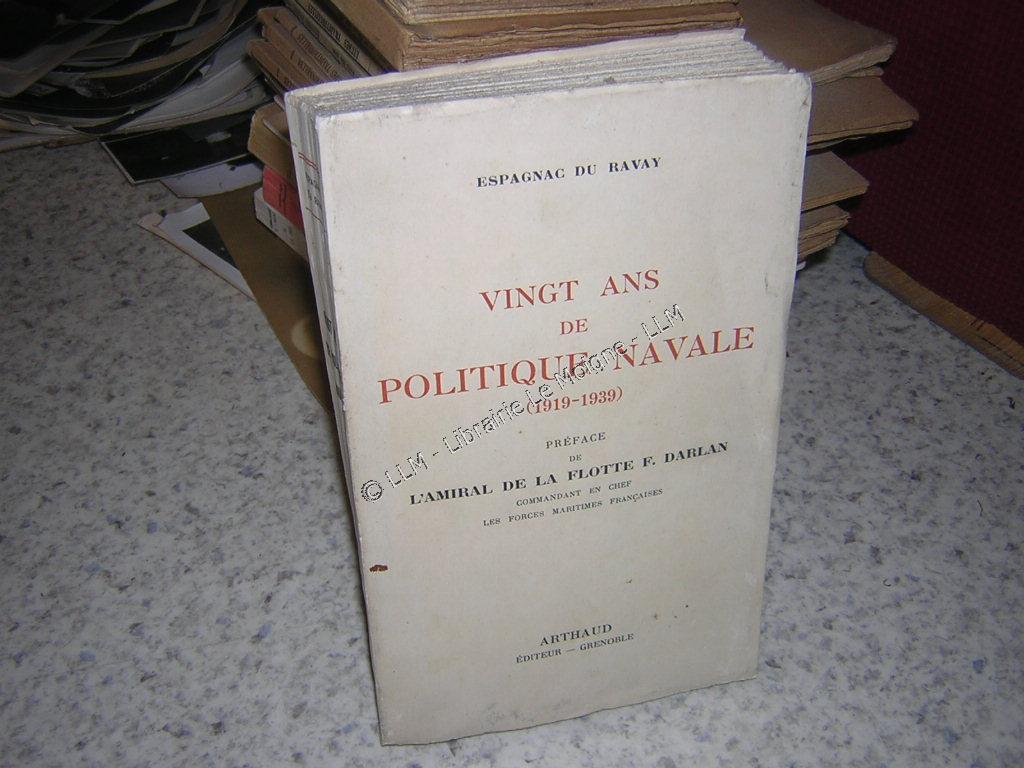 ESPAGNAC DU RAVAY
VINGT ANS
DE
POLITIQUE NAVALE
(1919-1939)
PRÉFACE
DE
L'AMIRAL DE LA FLOTTE F. DARLAN
COMMANDANT EN CHEF
LES FORCES MARITIMES FRANÇAISES
ARTHAUD
ÉDITEUR — GRENOBLE
© LLM - Librairie Le Moigne - LLM